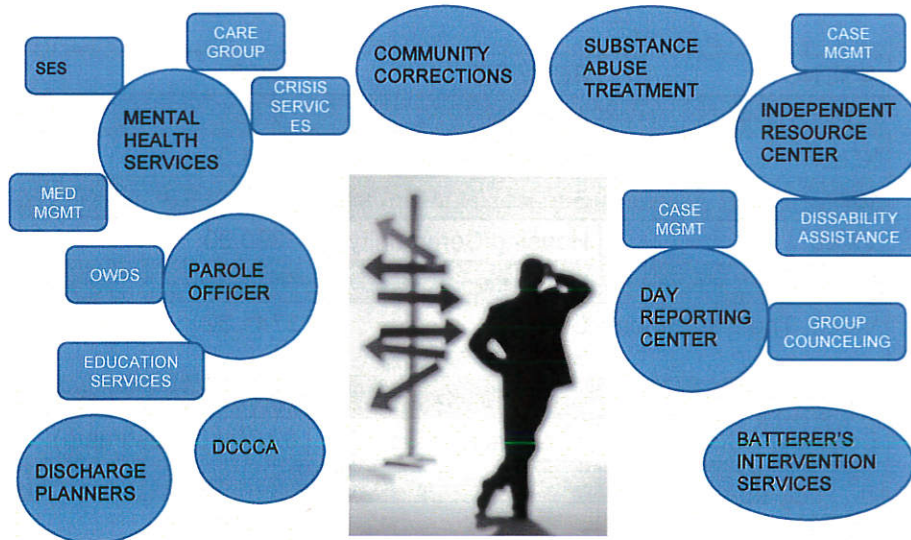 SES
CARE
GROUP
CRISIS
SERVIC
ES
MENTAL
HEALTH
SERVICES
MED
MGMT
COMMUNITY
CORRECTIONS
SUBSTANCE
ABUSE
TREATMENT
CASE
MGMT
INDEPENDENT
RESOURCE
CENTER
DISSABILITY
ASSISTANCE
OWDS
PAROLE
OFFICER
EDUCATION
SERVICES
CASE
MGMT
DAY
REPORTING
CENTER
GROUP
COUNCELING
DISCHARGE
PLANNERS
DCCCA
BATTERER'S
INTERVENTION
SERVICES